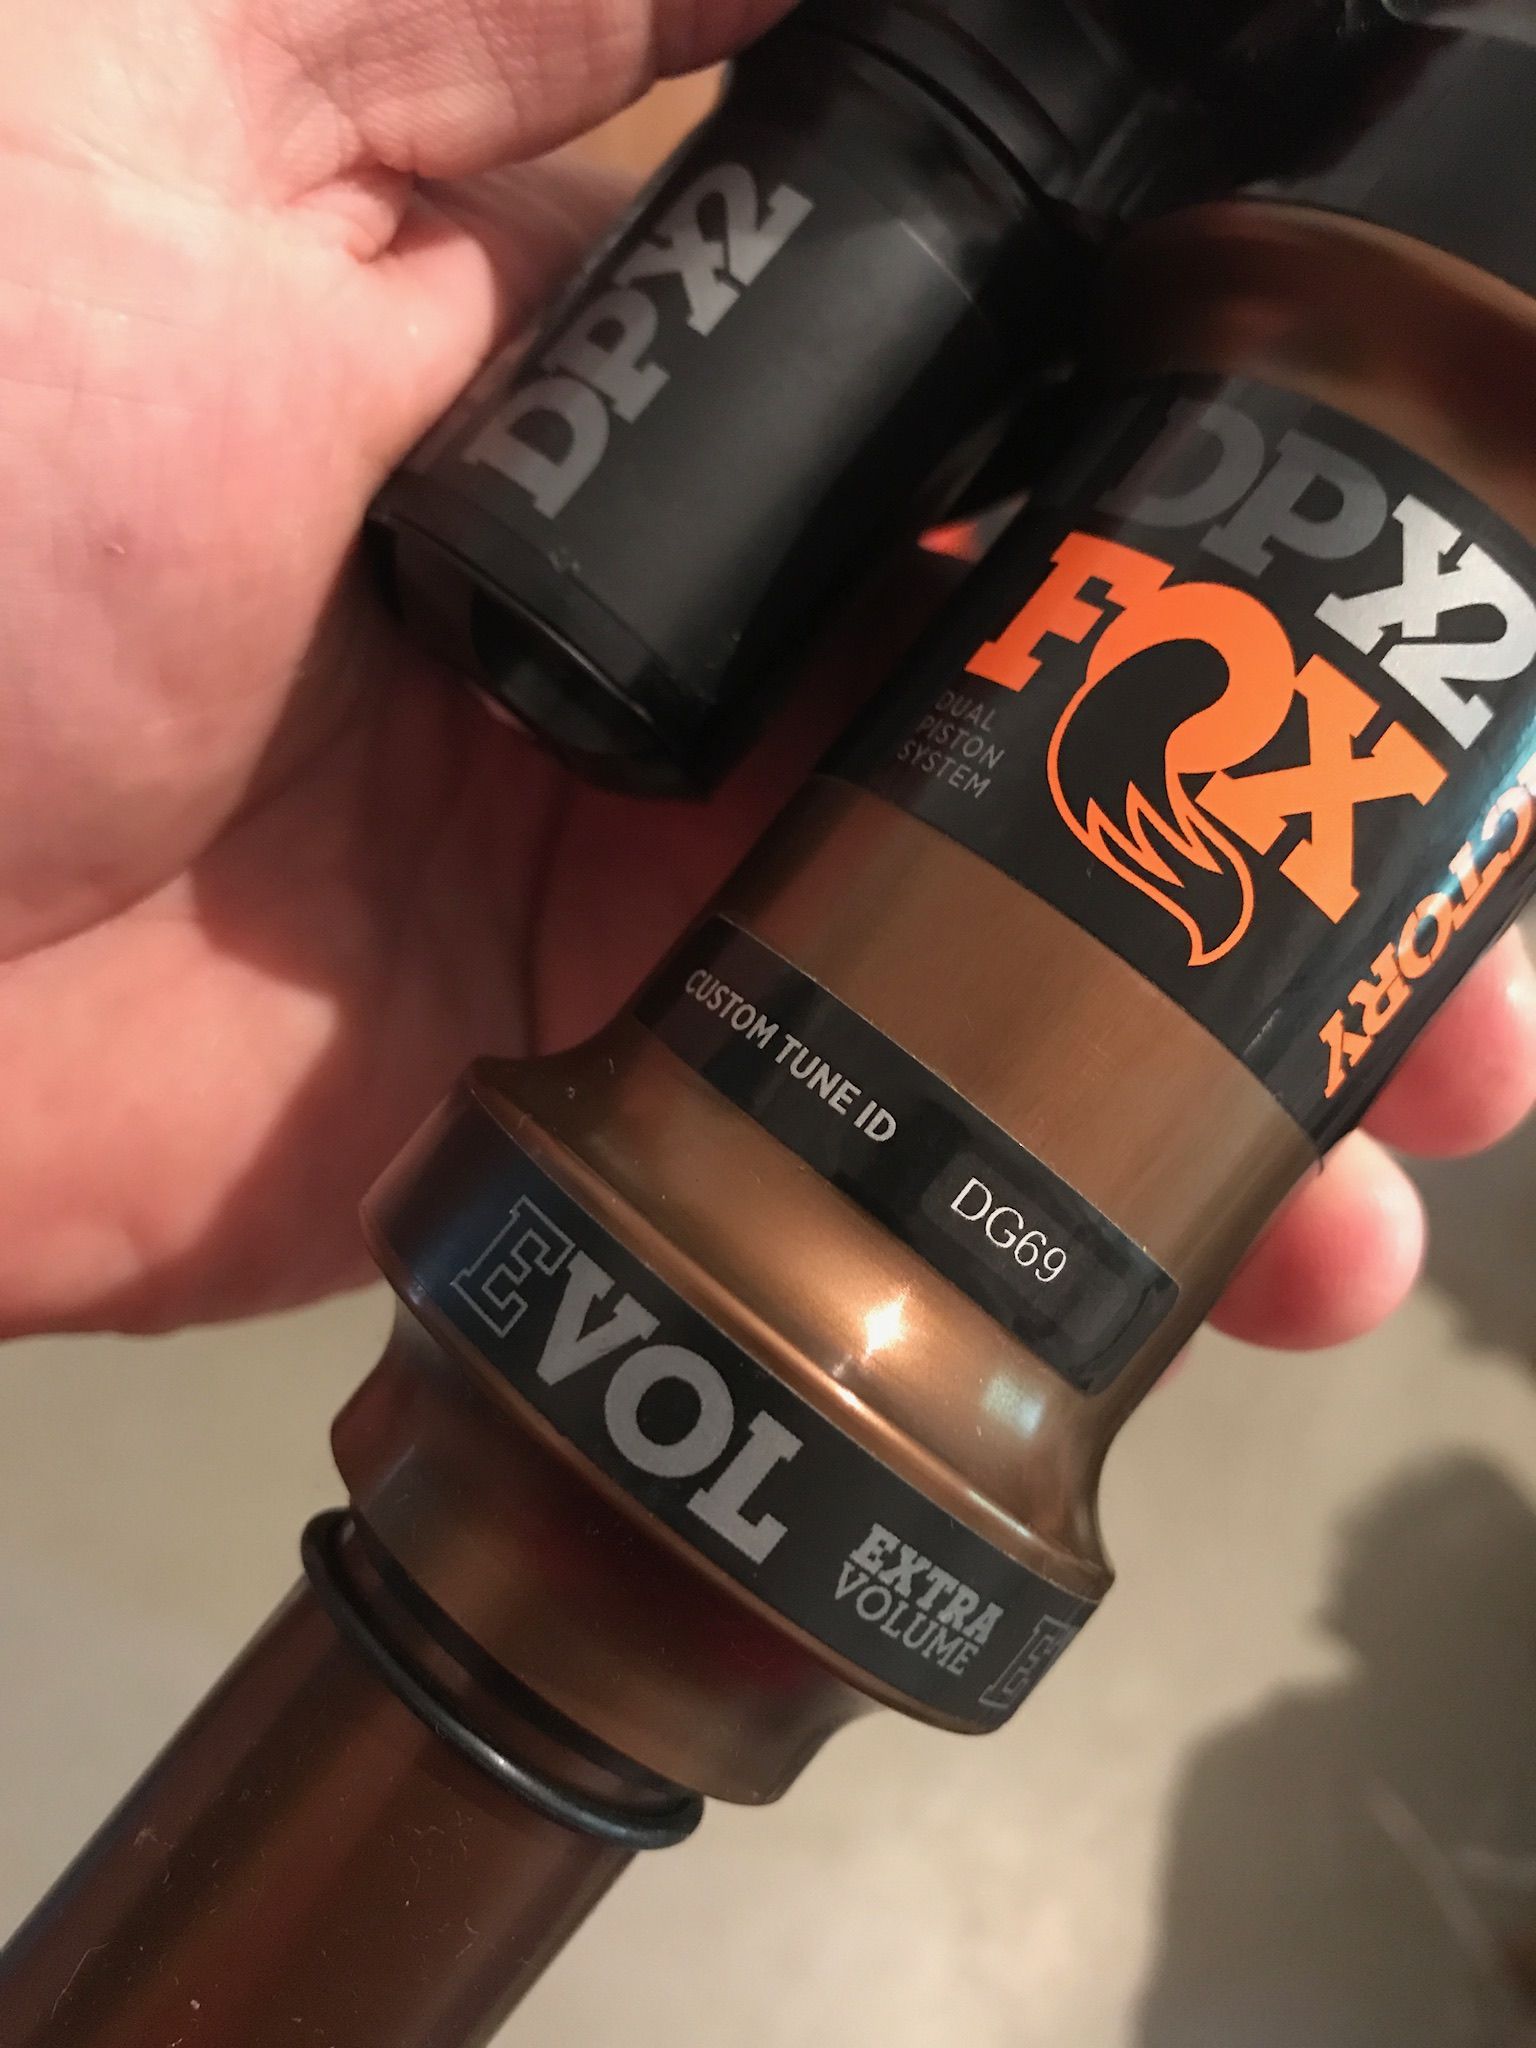 DPX2
DPX2
FOX
DUAL
PISTON
SYSTEM
CUSTOM TUNE ID
DG69
EVOL
EXTRA
VOLUME
E